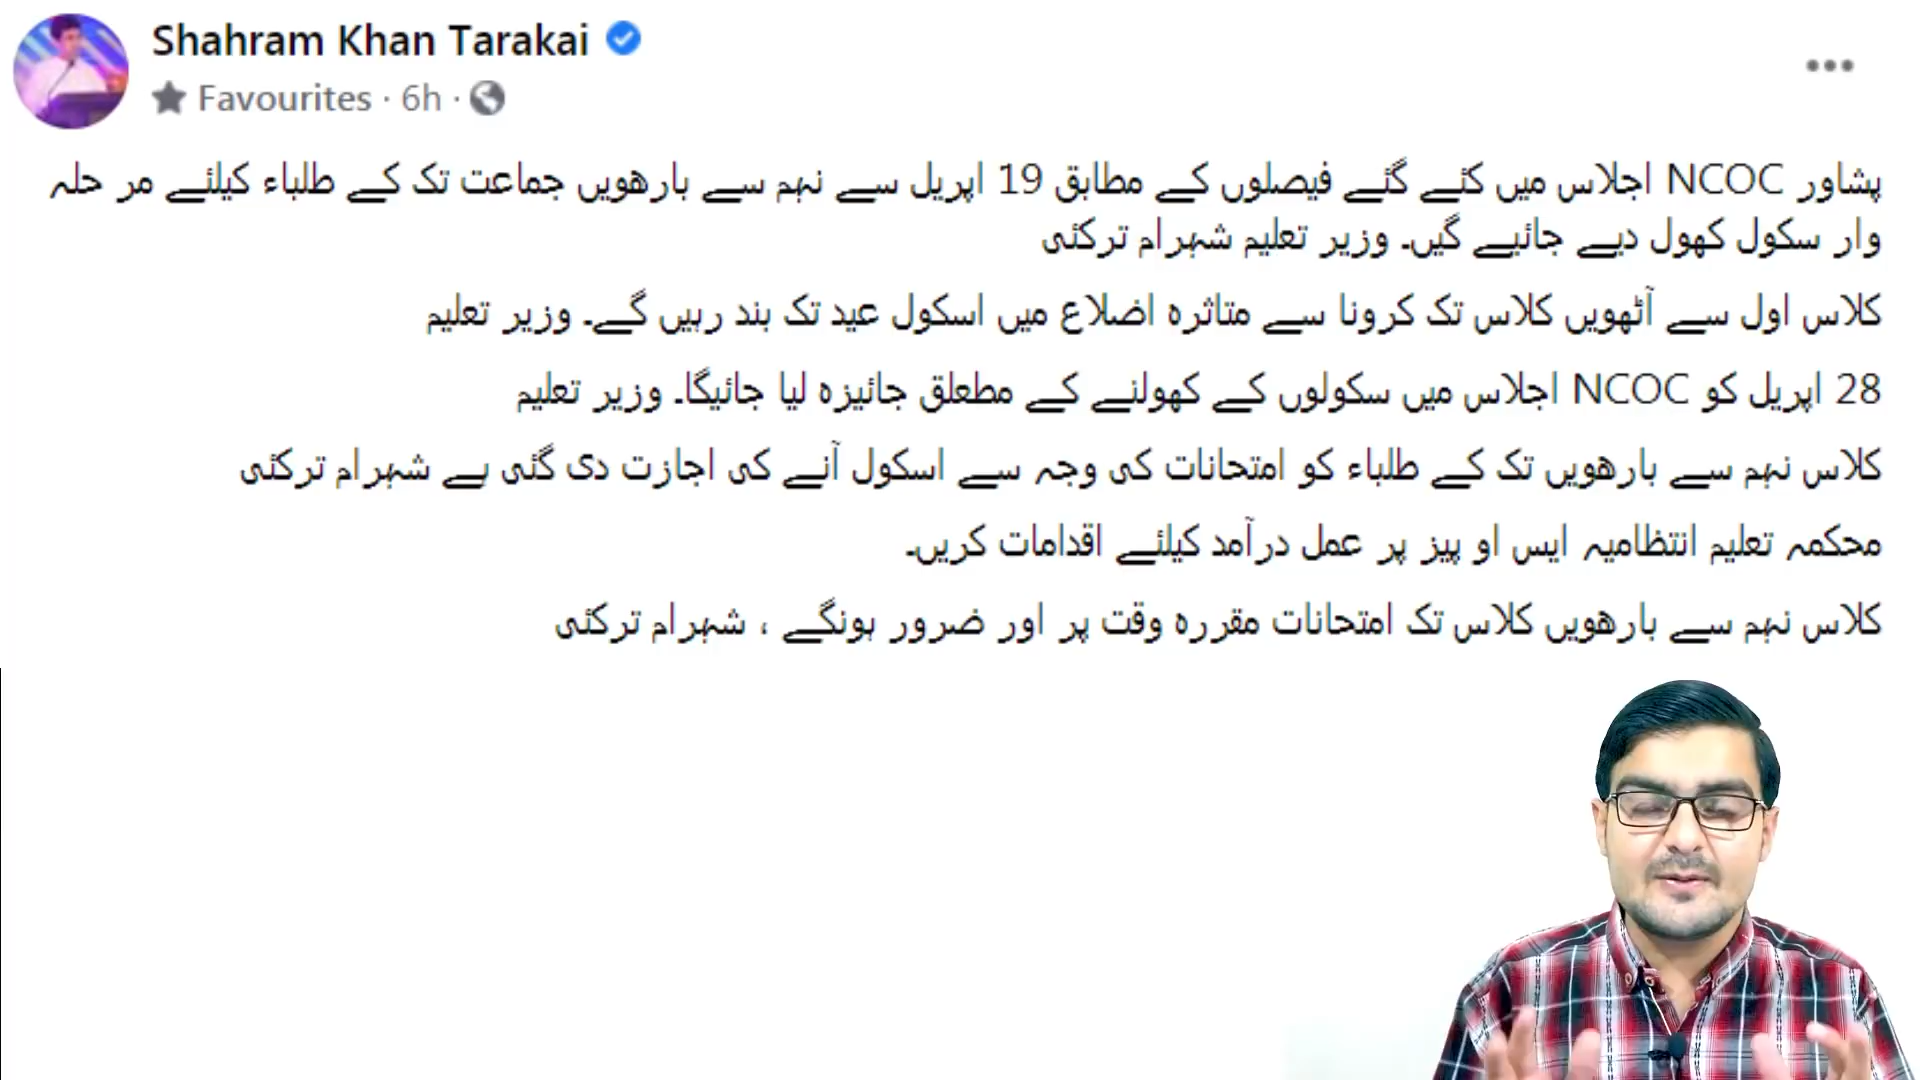 Shahram Khan Tarakai
Favourites · 6h ·
پشاور NCOC اجلاس میں کئے گئے فیصلوں کے مطابق 19 اپریل سے نہم سے بارھویں جماعت تک کے طلباء کیلئے مر حلہ
وار سکول کھول دیے جائیے گیں۔ وزیر تعلیم شہرام ترکئی
کلاس اول سے آٹھویں کلاس تک کرونا سے متاثرہ اضلاع میں اسکول عید تک بند رہیں گے۔ وزیر تعلیم
28 اپریل کو NCOC اجلاس میں سکولوں کے کھولنے کے مطعلق جائیزہ لیا جائیگا۔ وزیر تعلیم
کلاس نہم سے بارھویں تک کے طلباء کو امتحانات کی وجہ سے اسکول آنے کی اجازت دی گئی ہے شہرام ترکئی
محکمہ تعلیم انتظامیہ ایس او پیز پر عمل درآمد کیلئے اقدامات کریں۔
کلاس نہم سے بارھویں کلاس تک امتحانات مقررہ وقت پر اور ضرور ہونگے ، شہرام ترکئی